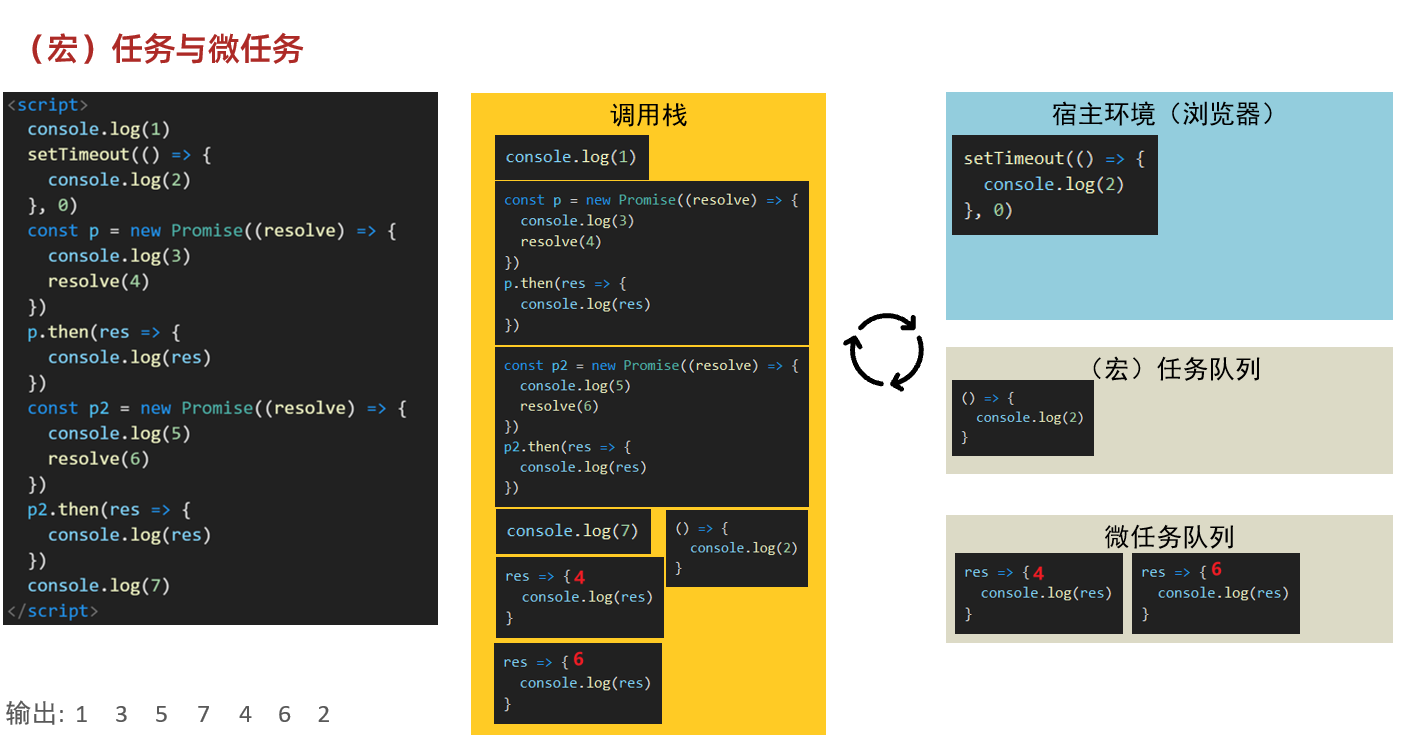 （宏）任务与微任务
<script>
console.log(1)
setTimeout(() => {
console.log(2)
}, 0)
const p = new Promise((resolve) => {
console.log(3)
resolve(4)
})
p.then(res => {
console.log(res)
})
const p2 = new Promise((resolve) => {
console.log(5)
resolve(6)
})
p2.then(res => {
console.log(res)
})
console.log(7)
</script>
输出: 1 3 5 7 4 6 2
调用栈
console.log(1)
const p = new Promise((resolve) => {
console.log(3)
resolve(4)
})
p.then(res => {
console.log(res)
})
const p2 = new Promise((resolve) => {
console.log(5)
resolve(6)
})
p2.then(res => {
console.log(res)
})
console.log(7)
() => {
console.log(2)
}
res => { 4
console.log(res)
}
res => { 6
console.log(res)
}
宿主环境（浏览器）
setTimeout(() => {
console.log(2)
}, 0)
（宏）任务队列
() => {
console.log(2)
}
微任务队列
res => { 4
console.log(res)
}
res => { 6
console.log(res)
}